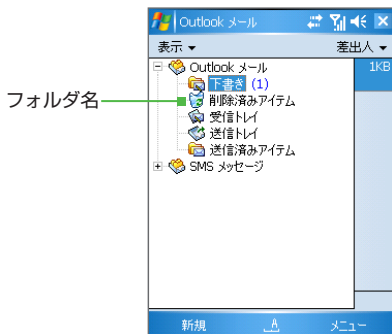 Outlook メール
表示 差出人
Outlook メール 1KB
下書き (1)
フォルダ名
削除済みアイテム
受信トレイ
送信トレイ
送信済みアイテム
SMS メッセージ
新規 メニュー